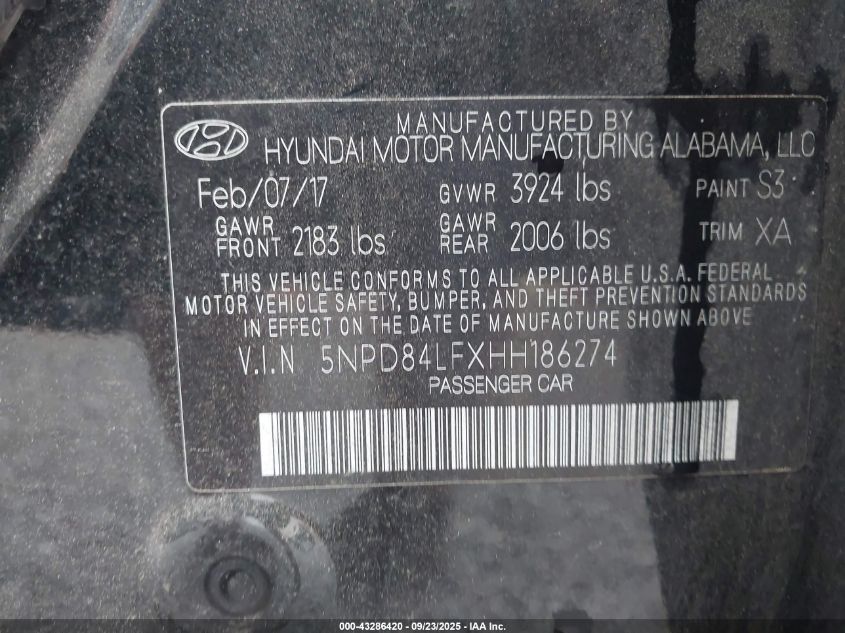 MANUFACTURED BY
HYUNDAI MOTOR MANUFACTURING ALABAMA, LLC
Feb/07/17 GVWR 3924 lbs PAINT S3
GAWR FRONT 2183 lbs GAWR REAR 2006 lbs TRIM XA
THIS VEHICLE CONFORMS TO ALL APPLICABLE U.S.A. FEDERAL
MOTOR VEHICLE SAFETY, BUMPER, AND THEFT PREVENTION STANDARDS
IN EFFECT ON THE DATE OF MANUFACTURE SHOWN ABOVE
V.I.N 5NPD84LFXHH186274
PASSENGER CAR
000-43286420 - 09/23/2025 - IAA Inc.